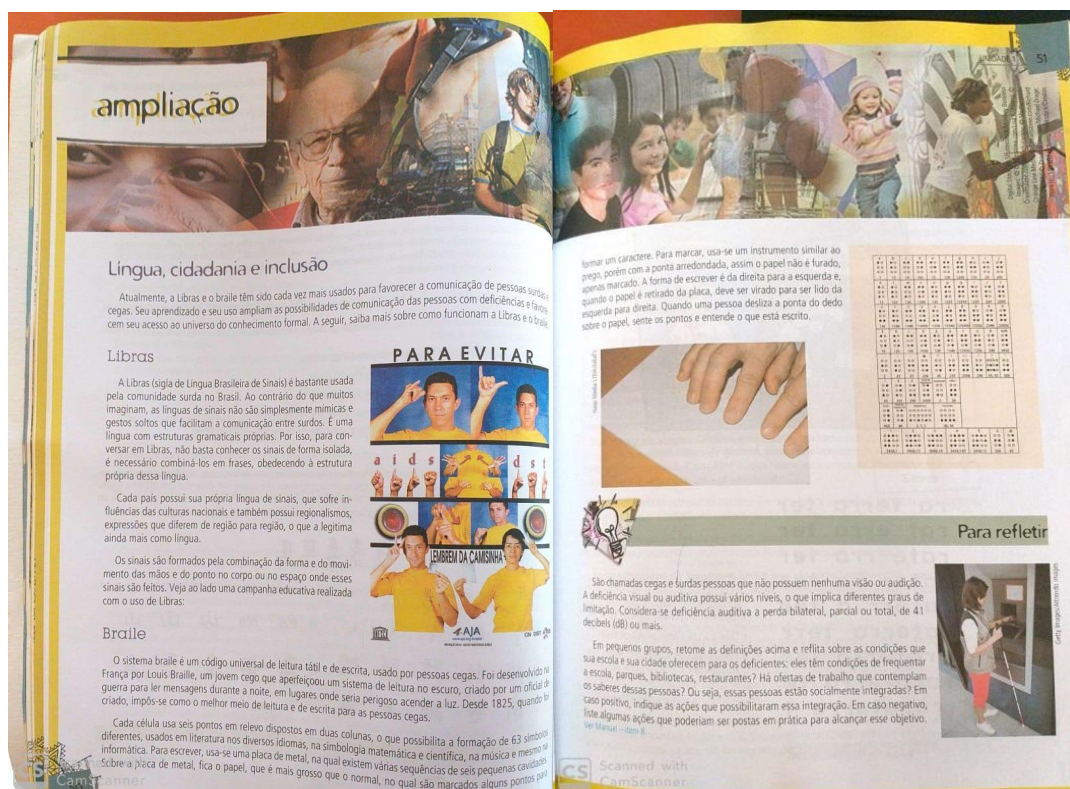 ampliação
Língua, cidadania e inclusão
Atualmente, a Libras e o braile têm sido cada vez mais usados para favorecer a comunicação de pessoas surdas e
cegas. Seu aprendizado e seu uso ampliam as possibilidades de comunicação das pessoas com deficiências e favore-
cem seu acesso ao universo do conhecimento formal. A seguir, saiba mais sobre como funcionam a Libras e o braile.
Libras
A Libras (sigla de Língua Brasileira de Sinais) é bastante usada
pela comunidade surda no Brasil. Ao contrário do que muitos
imaginam, as línguas de sinais não são simplesmente mímicas e
gestos soltos que facilitam a comunicação entre surdos. É uma
língua com estruturas gramaticais próprias. Por isso, para con-
versar em Libras, não basta conhecer os sinais de forma isolada,
é necessário combiná-los em frases, obedecendo à estrutura
própria dessa língua.
Cada país possui sua própria língua de sinais, que sofre in-
fluências das culturas nacionais e também possui regionalismos,
expressões que diferem de região para região, o que a legitima
ainda mais como língua.
Os sinais são formados pela combinação da forma e do movi-
mento das mãos e do ponto no corpo ou no espaço onde esses
sinais são feitos. Veja ao lado uma campanha educativa realizada
com o uso de Libras:
PARA EVITAR
a i d s
d s t
LEMBREM DA CAMISINHA
AJA
Braile
O sistema braile é um código universal de leitura tátil e de escrita, usado por pessoas cegas. Foi desenvolvido na
França por Louis Braille, um jovem cego que aperfeiçoou um sistema de leitura no escuro, criado por um oficial de
guerra para ler mensagens durante a noite, em lugares onde seria perigoso acender a luz. Desde 1825, quando foi
criado, impôs-se como o melhor meio de leitura e de escrita para as pessoas cegas.
Cada célula usa seis pontos em relevo dispostos em duas colunas, o que possibilita a formação de 63 símbolos
diferentes, usados em literatura nos diversos idiomas, na simbologia matemática e científica, na música e mesmo na
informática. Para escrever, usa-se uma placa de metal, na qual existem várias sequências de seis pequenas cavidades.
Sobre a placa de metal, fica o papel, que é mais grosso que o normal, no qual são marcados alguns pontos para
CS Scanned with
CamScanner
UNIDADE 1
51
formar um caractere. Para marcar, usa-se um instrumento similar ao
prego, porém com a ponta arredondada, assim o papel não é furado,
apenas marcado. A forma de escrever é da direita para a esquerda e,
quando o papel é retirado da placa, deve ser virado para ser lido da
esquerda para direita. Quando uma pessoa desliza a ponta do dedo
sobre o papel, sente os pontos e entende o que está escrito.
Para refletir
São chamadas cegas e surdas pessoas que não possuem nenhuma visão ou audição.
A deficiência visual ou auditiva possui vários níveis, o que implica diferentes graus de
limitação. Considera-se deficiência auditiva a perda bilateral, parcial ou total, de 41
decibels (dB) ou mais.
Em pequenos grupos, retome as definições acima e reflita sobre as condições que
sua escola e sua cidade oferecem para os deficientes: eles têm condições de frequentar
a escola, parques, bibliotecas, restaurantes? Há ofertas de trabalho que contemplam
os saberes dessas pessoas? Ou seja, essas pessoas estão socialmente integradas? Em
caso positivo, indique as ações que possibilitaram essa integração. Em caso negativo,
liste algumas ações que poderiam ser postas em prática para alcançar esse objetivo.
Ver Manual – item 8.
Getty Images/Altrendo Images
CS Scanned with
CamScanner